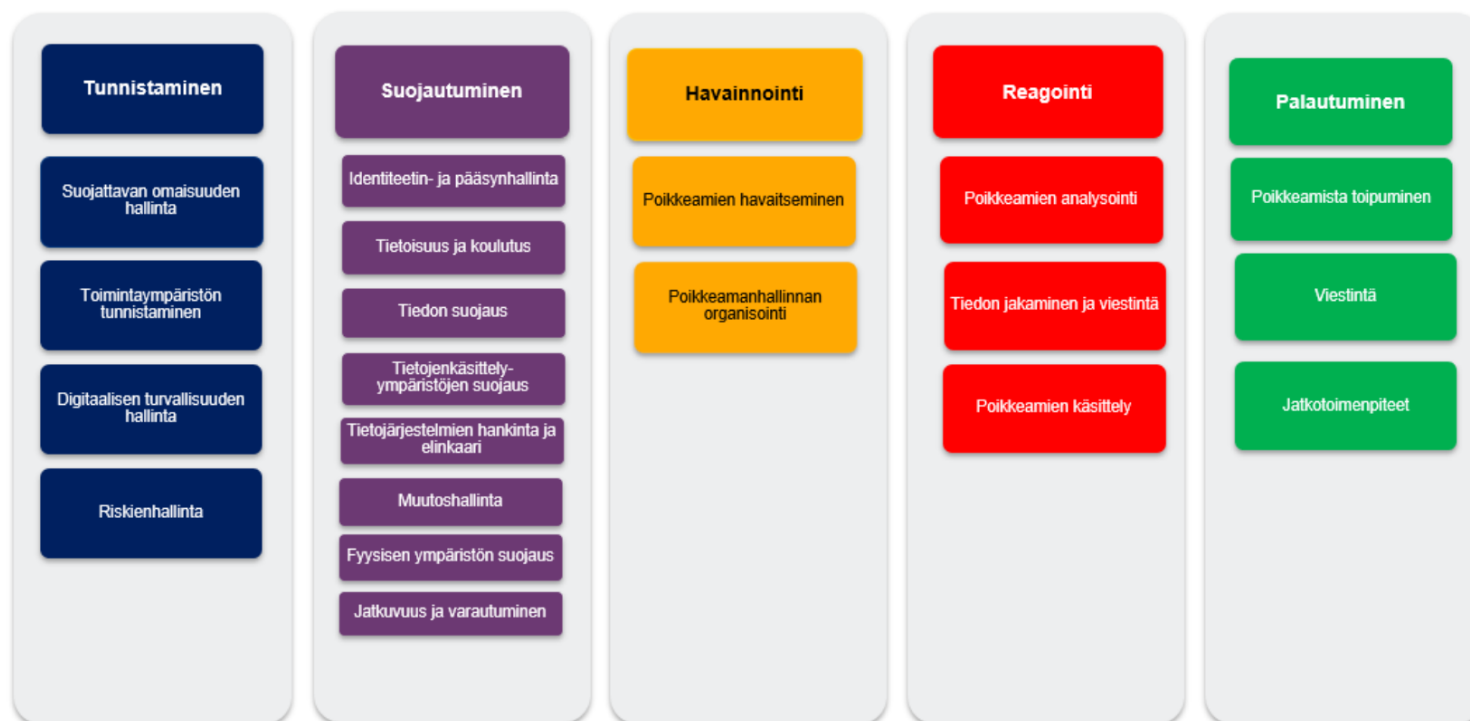 Tunnistaminen
Suojattavan omaisuuden
hallinta
Toimintaympäristön
tunnistaminen
Digitaalisen turvallisuuden
hallinta
Riskienhallinta
Suojautuminen
Identiteetin- ja pääsynhallinta
Tietoisuus ja koulutus
Tiedon suojaus
Tietojenkäsittely-
ympäristöjen suojaus
Tietojärjestelmien hankinta ja
elinkaari
Muutoshallinta
Fyysisen ympäristön suojaus
Jatkuvuus ja varautuminen
Havainnointi
Poikkeamien havaitseminen
Poikkeamanhallinnan
organisointi
Reagointi
Poikkeamien analysointi
Tiedon jakaminen ja viestintä
Poikkeamien käsittely
Palautuminen
Poikkeamista toipuminen
Viestintä
Jatkotoimenpiteet